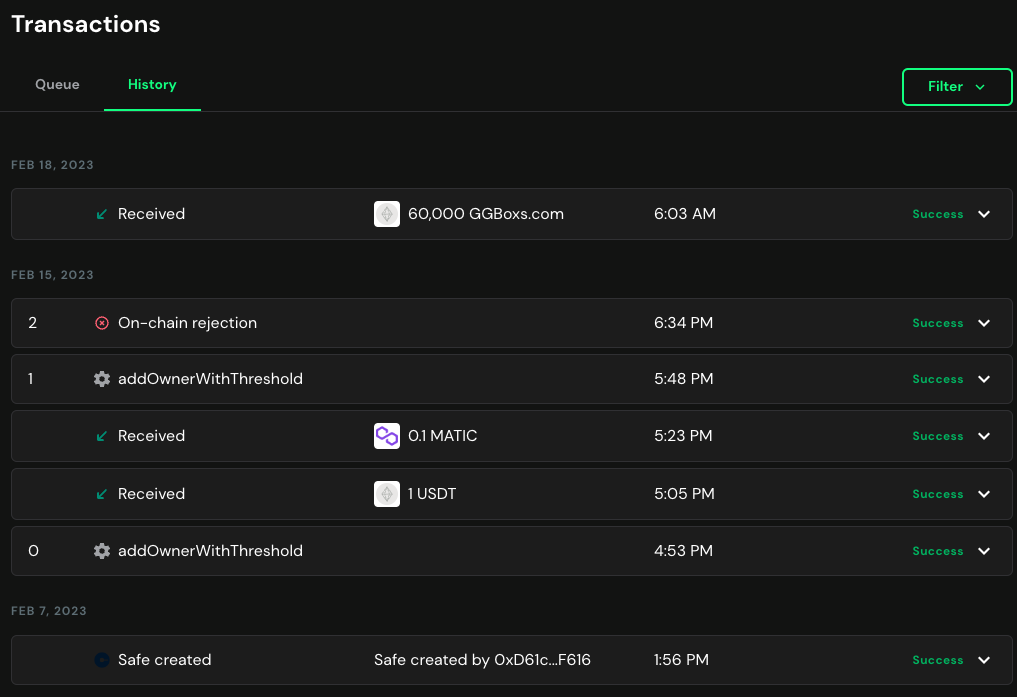 Transactions
Queue History Filter
FEB 18, 2023
Received 60,000 GGBoxs.com 6:03 AM Success
FEB 15, 2023
2 On-chain rejection 6:34 PM Success
1 addOwnerWithThreshold 5:48 PM Success
Received 0.1 MATIC 5:23 PM Success
Received 1 USDT 5:05 PM Success
0 addOwnerWithThreshold 4:53 PM Success
FEB 7, 2023
Safe created Safe created by 0xD61c...F616 1:56 PM Success